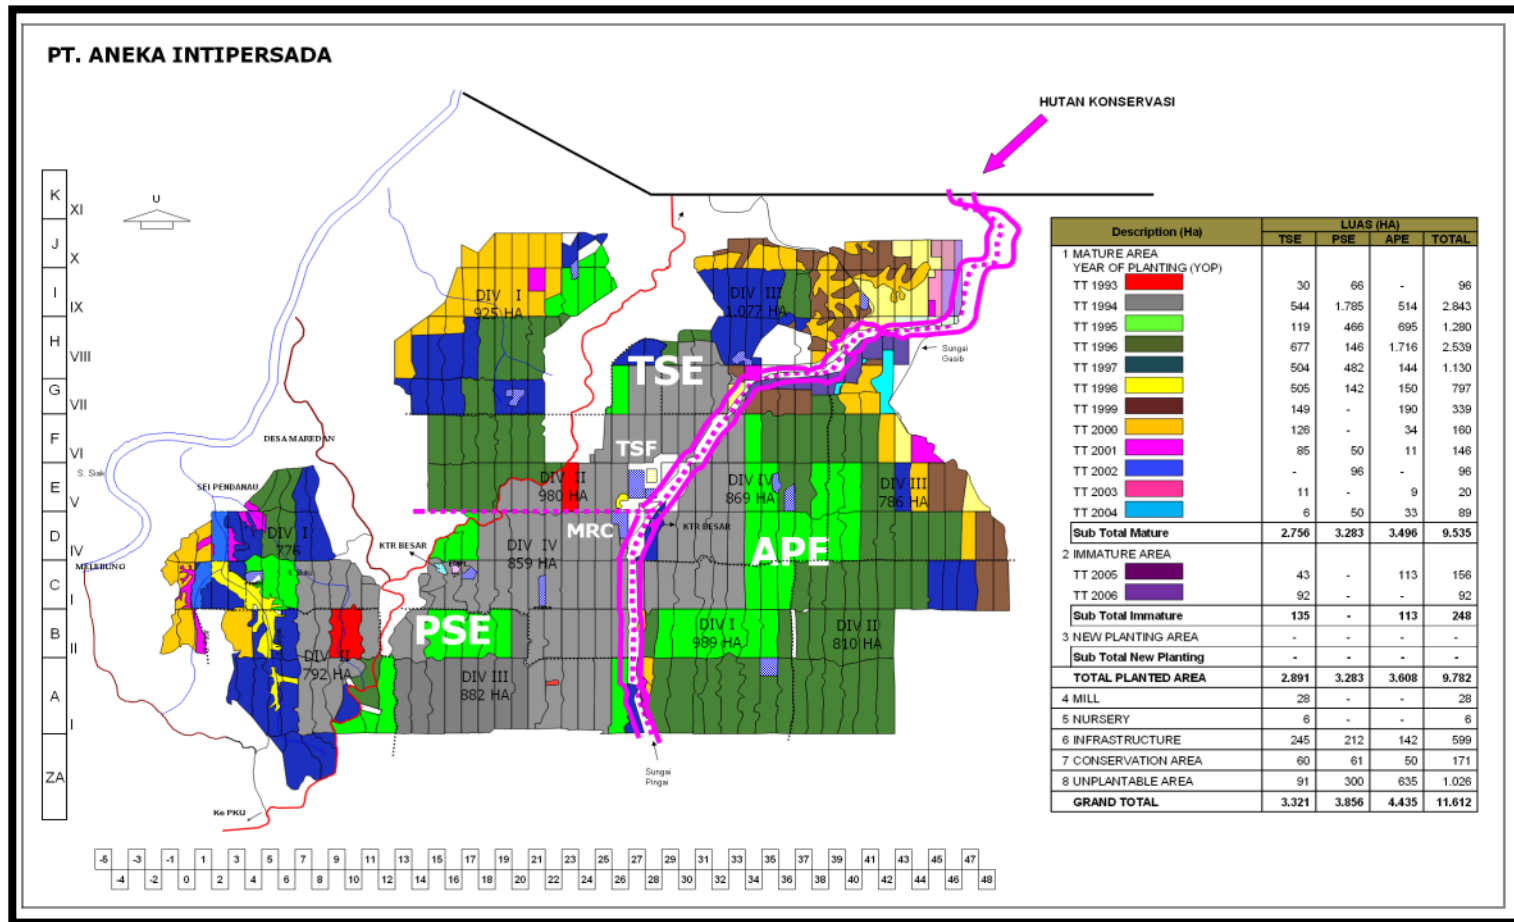 PT. ANEKA INTIPERSADA
HUTAN KONSERVASI
U
K
XI
J
X
I
IX
H
VIII
G
VII
F
VI
E
V
D
IV
C
I
B
II
A
I
ZA
DIV I
925 HA
DIV III
1.077 HA
TSE
Sungai
Gasib
DESA MAREDAN
S. Siak
SEI PENDANAU
TSF
DIV II
980 HA
DIV IV
869 HA
DIV III
786 HA
MRC
KTR BESAR
DIV I
776
KTR BESAR
DIV IV
859 HA
APE
MELEBUNG
PSE
DIV I
989 HA
DIV II
810 HA
DIV II
792 HA
DIV III
882 HA
Sungai
Pingai
Ke PKU
-5 -3 -1 1 3 5 7 9 11 13 15 17 19 21 23 25 27 29 31 33 35 37 39 41 43 45 47
-4 -2 0 2 4 6 8 10 12 14 16 18 20 22 24 26 28 30 32 34 36 38 40 42 44 46 48
Description (Ha) LUAS (HA)
TSE PSE APE TOTAL
1 MATURE AREA
YEAR OF PLANTING (YOP)
TT 1993 30 66 - 96
TT 1994 544 1.785 514 2.843
TT 1995 119 466 695 1.280
TT 1996 677 146 1.716 2.539
TT 1997 504 482 144 1.130
TT 1998 505 142 150 797
TT 1999 149 - 190 339
TT 2000 126 - 34 160
TT 2001 85 50 11 146
TT 2002 - 96 - 96
TT 2003 11 - 9 20
TT 2004 6 50 33 89
Sub Total Mature 2.756 3.283 3.496 9.535
2 IMMATURE AREA
TT 2005 43 - 113 156
TT 2006 92 - - 92
Sub Total Immature 135 - 113 248
3 NEW PLANTING AREA - - - -
Sub Total New Planting - - - -
TOTAL PLANTED AREA 2.891 3.283 3.608 9.782
4 MILL 28 - - 28
5 NURSERY 6 - - 6
6 INFRASTRUCTURE 245 212 142 599
7 CONSERVATION AREA 60 61 50 171
8 UNPLANTABLE AREA 91 300 635 1.026
GRAND TOTAL 3.321 3.856 4.435 11.612